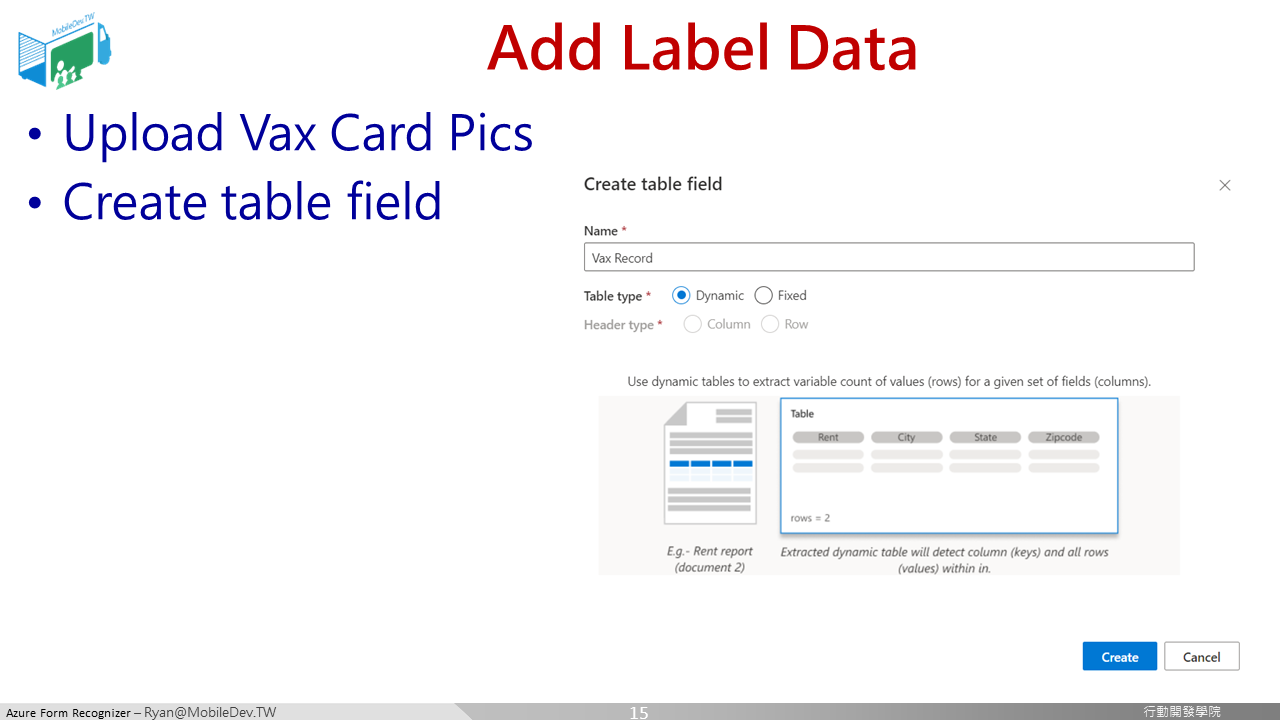 MobileDev.TW
Add Label Data
• Upload Vax Card Pics
• Create table field
Create table field
Name *
Vax Record
Table type * Dynamic Fixed
Header type * Column Row
Use dynamic tables to extract variable count of values (rows) for a given set of fields (columns).
Table
Rent City State Zipcode
rows = 2
E.g.- Rent report
(document 2)
Extracted dynamic table will detect column (keys) and all rows
(values) within in.
Create Cancel
Azure Form Recognizer – Ryan@MobileDev.TW
15
行動開發學院